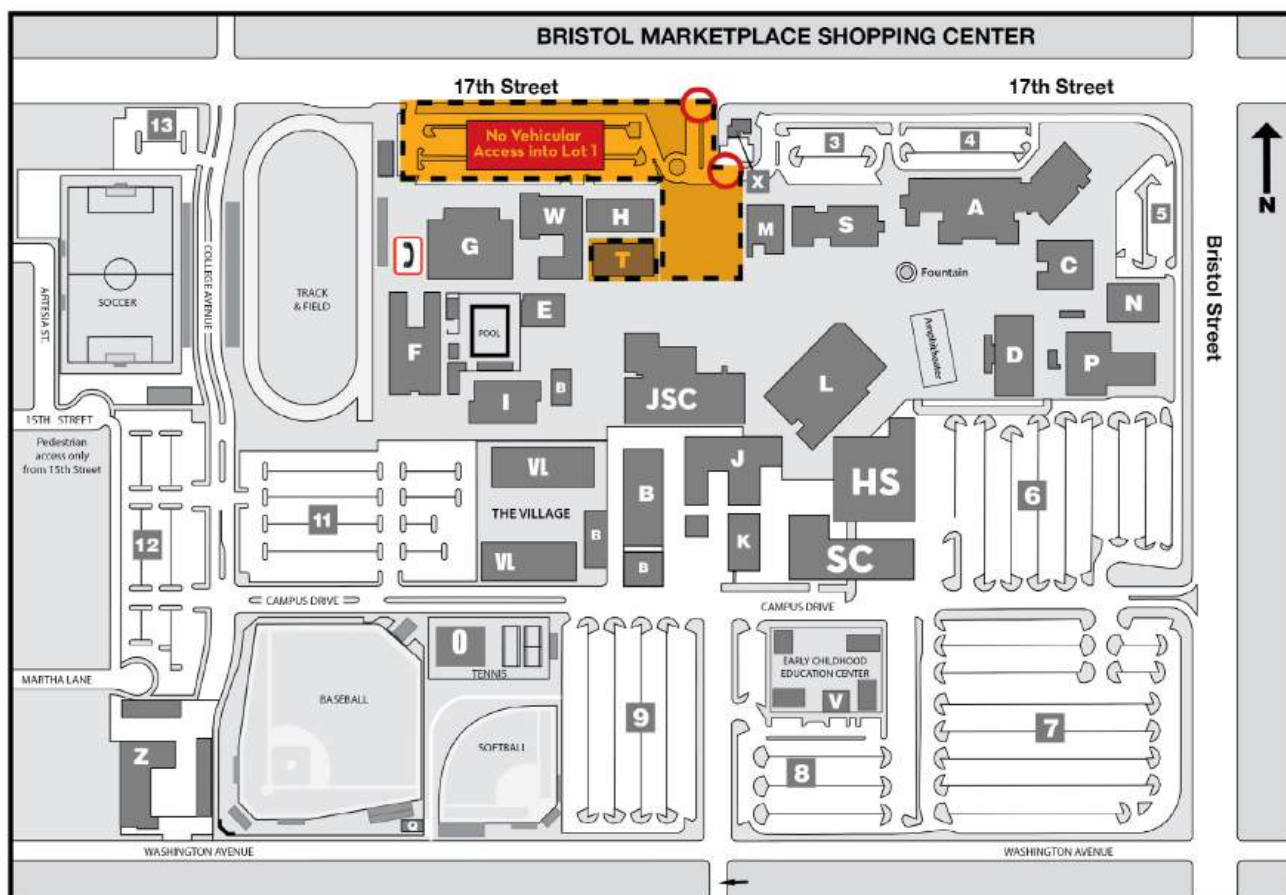 BRISTOL MARKETPLACE SHOPPING CENTER
17th Street
17th Street
13
No Vehicular
Access into Lot 1
3
4
X
5
N
W
H
M
S
A
G
T
C
Fountain
SOCCER
COLLEGE AVENUE
ARTESIA ST.
TRACK
& FIELD
E
POOL
N
Bristol Street
F
Amphitheater
D
P
L
I
B
JSC
15TH STREET
Pedestrian
access only
from 15th Street
VL
J
HS
B
6
11
THE VILLAGE
12
B
K
SC
VL
B
CAMPUS DRIVE
CAMPUS DRIVE
O
TENNIS
EARLY CHILDHOOD
EDUCATION CENTER
MARTHA LANE
BASEBALL
V
9
7
Z
SOFTBALL
8
Q
WASHINGTON AVENUE
WASHINGTON AVENUE